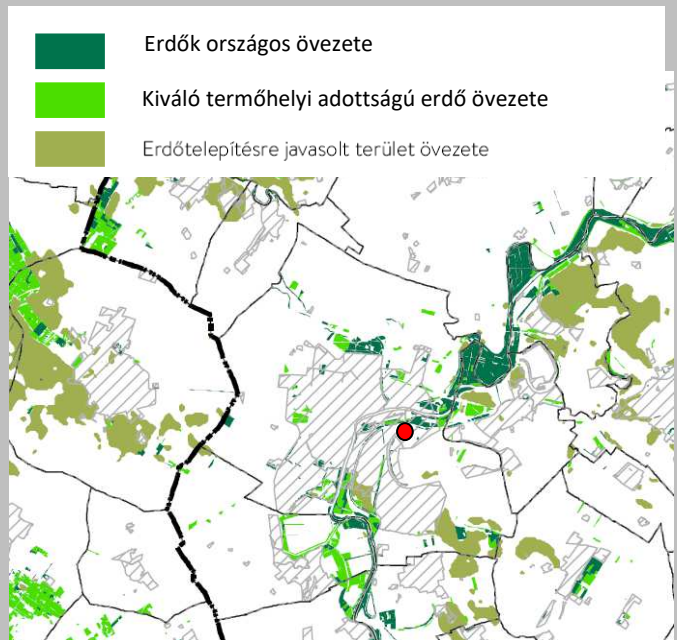 Erdők országos övezete
Kiváló termőhelyi adottságú erdő övezete
Erdőtelepítésre javasolt terület övezete